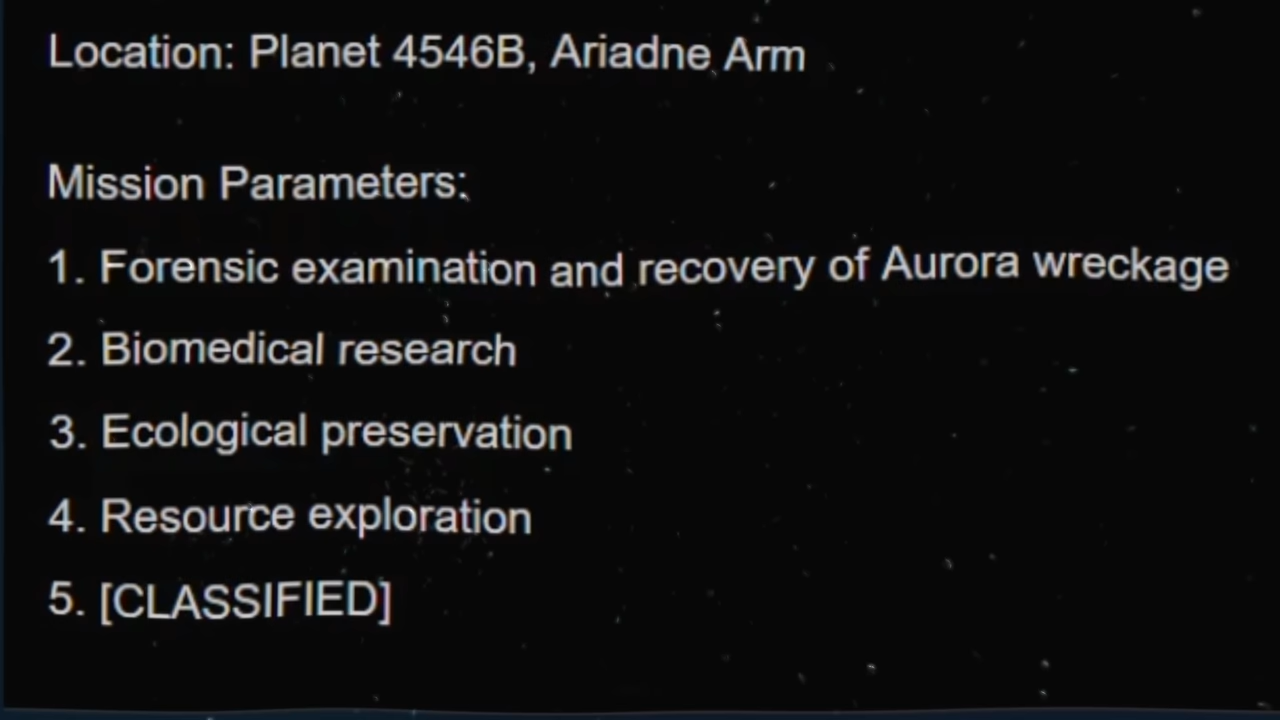 Location: Planet 4546B, Ariadne Arm
Mission Parameters:
1. Forensic examination and recovery of Aurora wreckage
2. Biomedical research
3. Ecological preservation
4. Resource exploration
5. [CLASSIFIED]